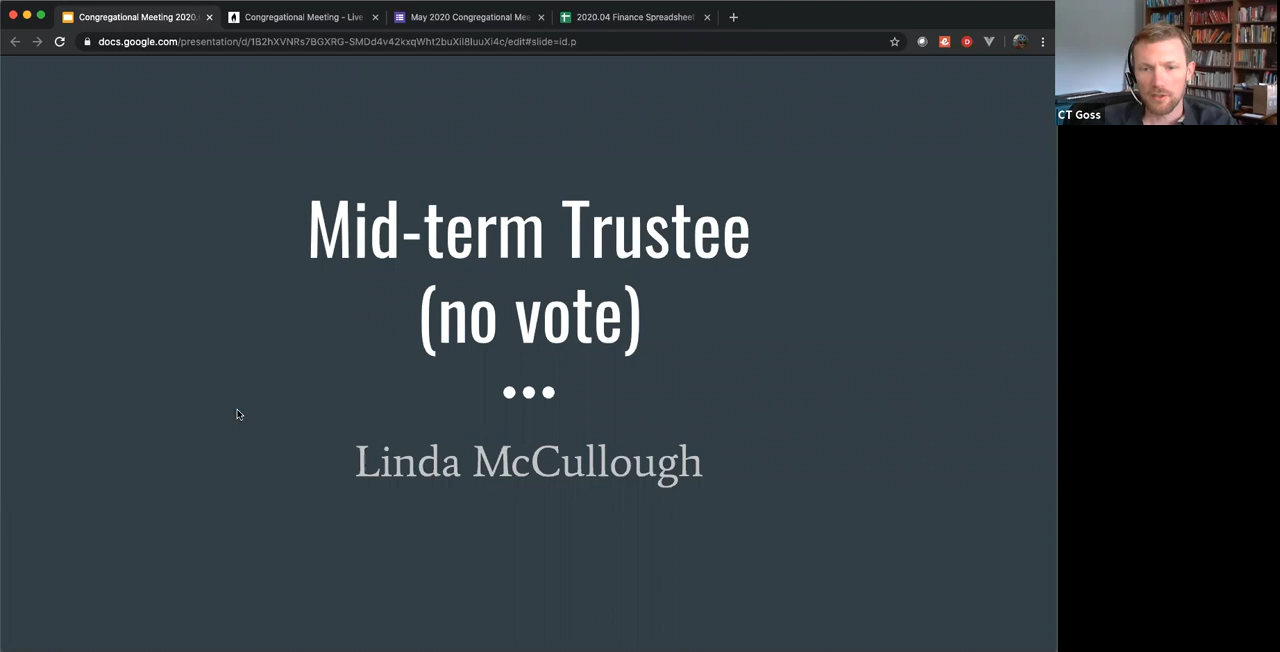 Congregational Meeting 2020.
Congregational Meeting - Live
May 2020 Congregational Mee
2020.04 Finance Spreadsheet
docs.google.com/presentation/d/1B2hXVNRs7BGXRG-SMDd4v42kxqWht2buXil8luuXi4c/edit#slide=id.p
CT Goss
Mid-term Trustee
(no vote)
Linda McCullough